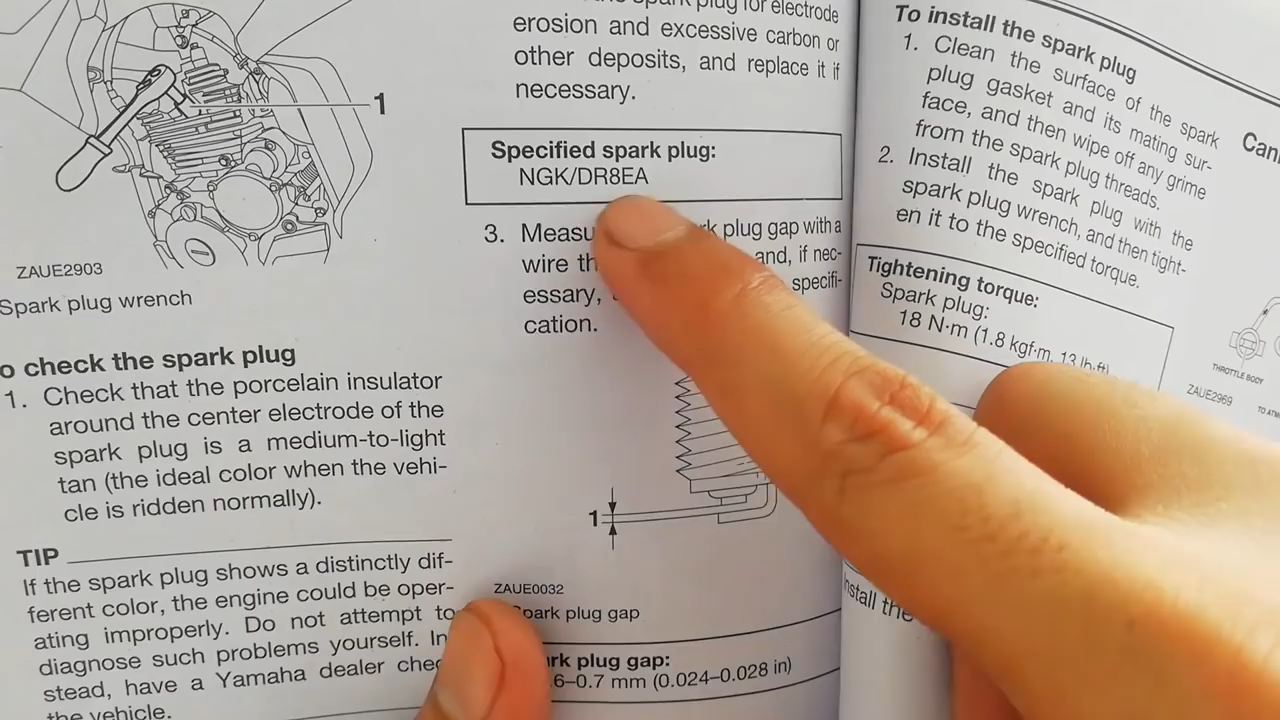 1
ZAUE2903
Spark plug wrench
o check the spark plug
1. Check that the porcelain insulator
around the center electrode of the
spark plug is a medium-to-light
tan (the ideal color when the vehi-
cle is ridden normally).
TIP
If the spark plug shows a distinctly dif-
ferent color, the engine could be oper-
ating improperly. Do not attempt to
diagnose such problems yourself. In
stead, have a Yamaha dealer chec
the vehicle.
spark plug for electrode
erosion and excessive carbon or
other deposits, and replace it if
necessary.
Specified spark plug:
NGK/DR8EA
3. Measu rk plug gap with a
wire th and, if nec-
essary, specifi-
cation.
1
ZAUE0032
park plug gap
rk plug gap:
.6–0.7 mm (0.024–0.028 in)
To install the spark plug
1. Clean the surface of the spark
plug gasket and its mating sur-
face, and then wipe off any grime
from the spark plug threads.
2. Install the spark plug with the
spark plug wrench, and then tight-
en it to the specified torque.
Tightening torque:
Spark plug:
18 N·m (1.8 kgf·m, 13 lb·ft)
nstall the
Cani
THROTTLE BODY
ZAUE2969
TO ATM